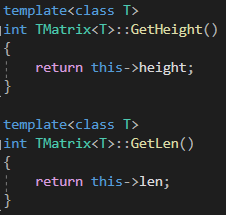 template<class T>
int TMatrix<T>::GetHeight()
{
    return this->height;
}

template<class T>
int TMatrix<T>::GetLen()
{
    return this->len;
}